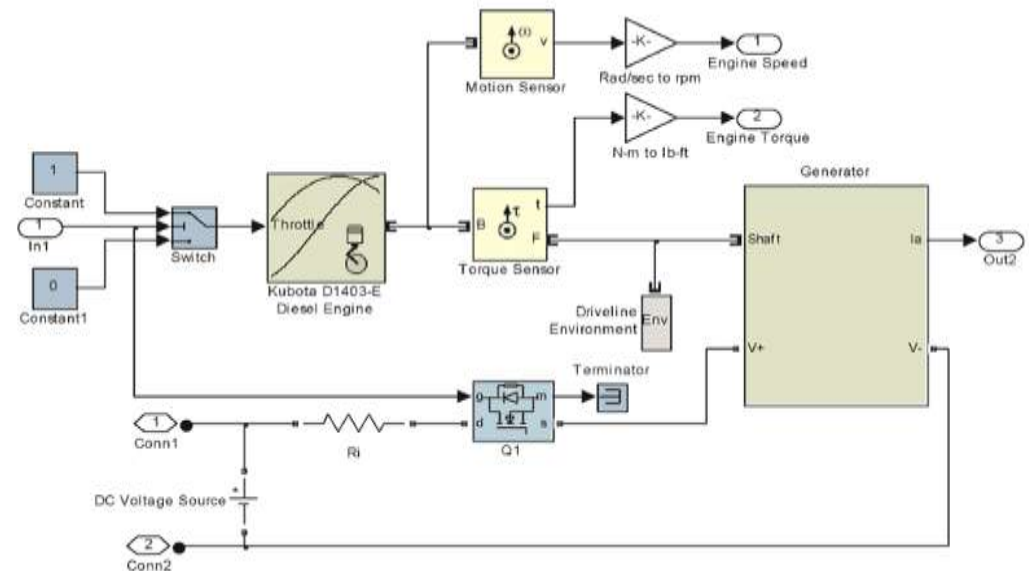 ω
v
Motion Sensor
-K-
Rad/sec to rpm
1
Engine Speed
-K-
N-m to lb-ft
2
Engine Torque
1
Constant
1
In1
0
Constant1
Switch
Throttle
Kubota D1403-E
Diesel Engine
B
τ
t
F
Torque Sensor
Driveline
Environment
Env
Generator
Shaft
Ia
V+
V-
3
Out2
Terminator
g
m
d
s
Q1
1
Conn1
Ri
DC Voltage Source
+
2
Conn2